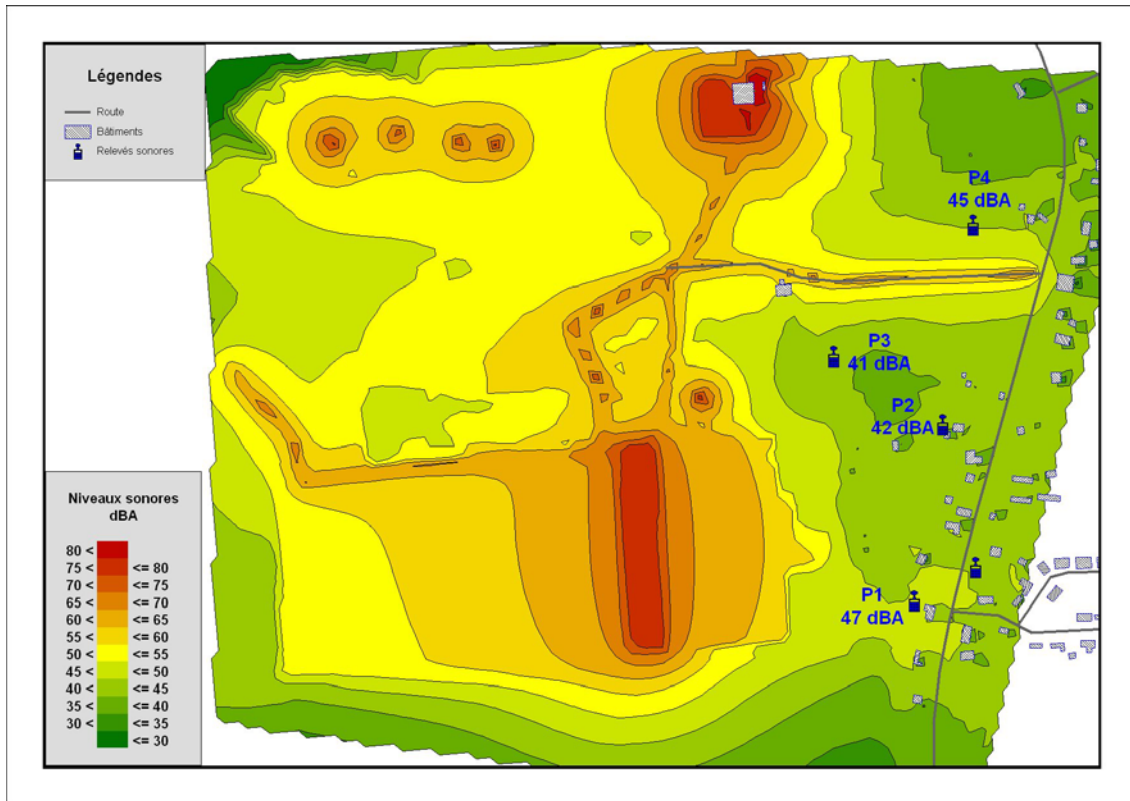 Légendes
Route
Bâtiments
Relevés sonores
P4
45 dBA
P3
41 dBA
P2
42 dBA
P1
47 dBA
Niveaux sonores
dBA
80 <
75 < <= 80
70 < <= 75
65 < <= 70
60 < <= 65
55 < <= 60
50 < <= 55
45 < <= 50
40 < <= 45
35 < <= 40
30 < <= 35
<= 30